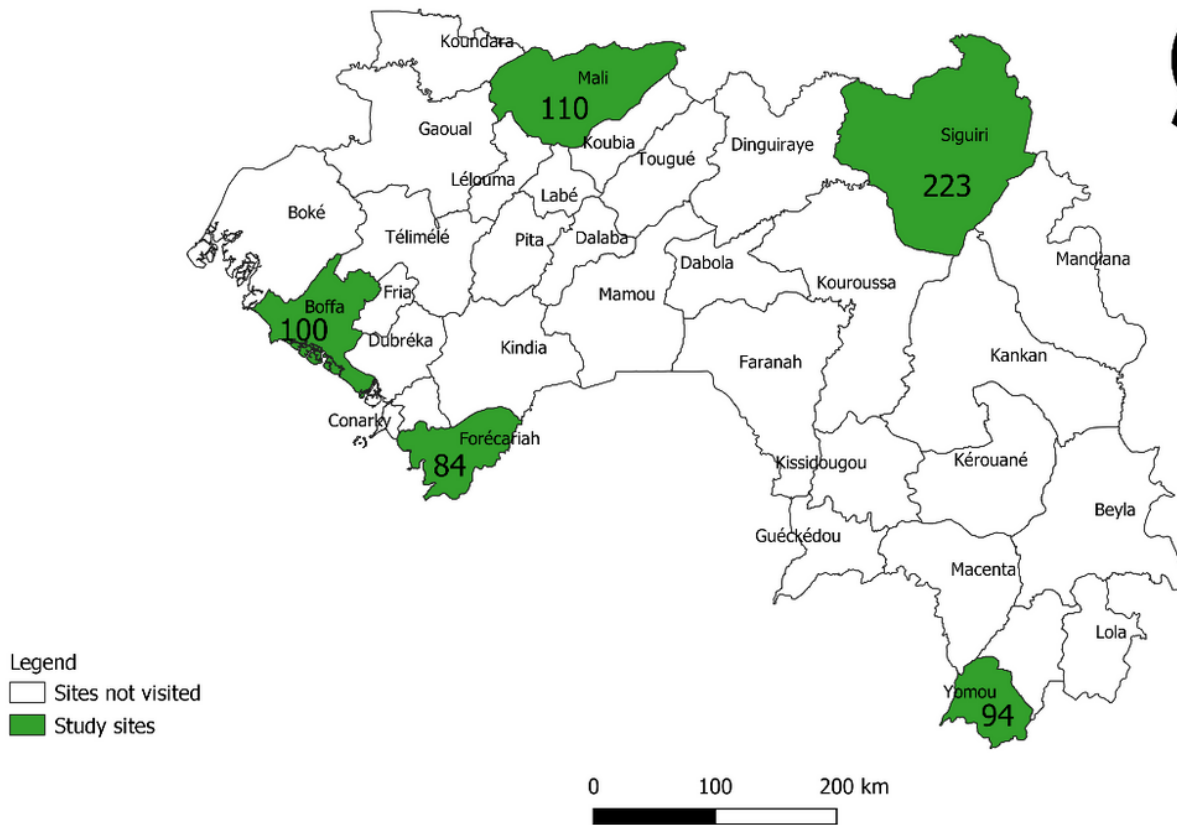 Koundara
Mali
110
Gaoual
Koubia
Tougué
Dinguiraye
Siguiri
223
Lélouma
Labé
Boké
Télimélé
Pita
Dalaba
Dabola
Mandiana
Kouroussa
Boffa
100
Fria
Mamou
Dubréka
Kindia
Faranah
Kankan
Conarky
Forécariah
84
Kissidougou
Kérouané
Beyla
Guéckédou
Macenta
Lola
Yomou
94
Legend
Sites not visited
Study sites
0 100 200 km